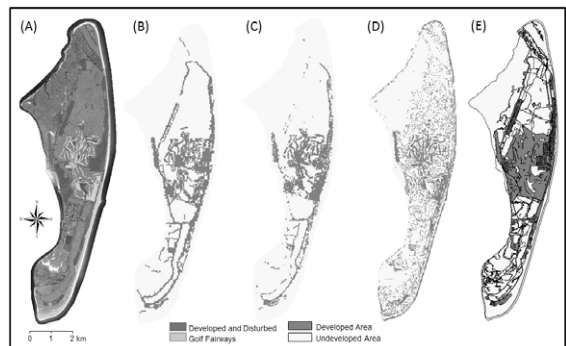 (A) (B) (C) (D) (E)
Developed and Disturbed Developed Area
Golf Fairways Undeveloped Area
0 1 2 km